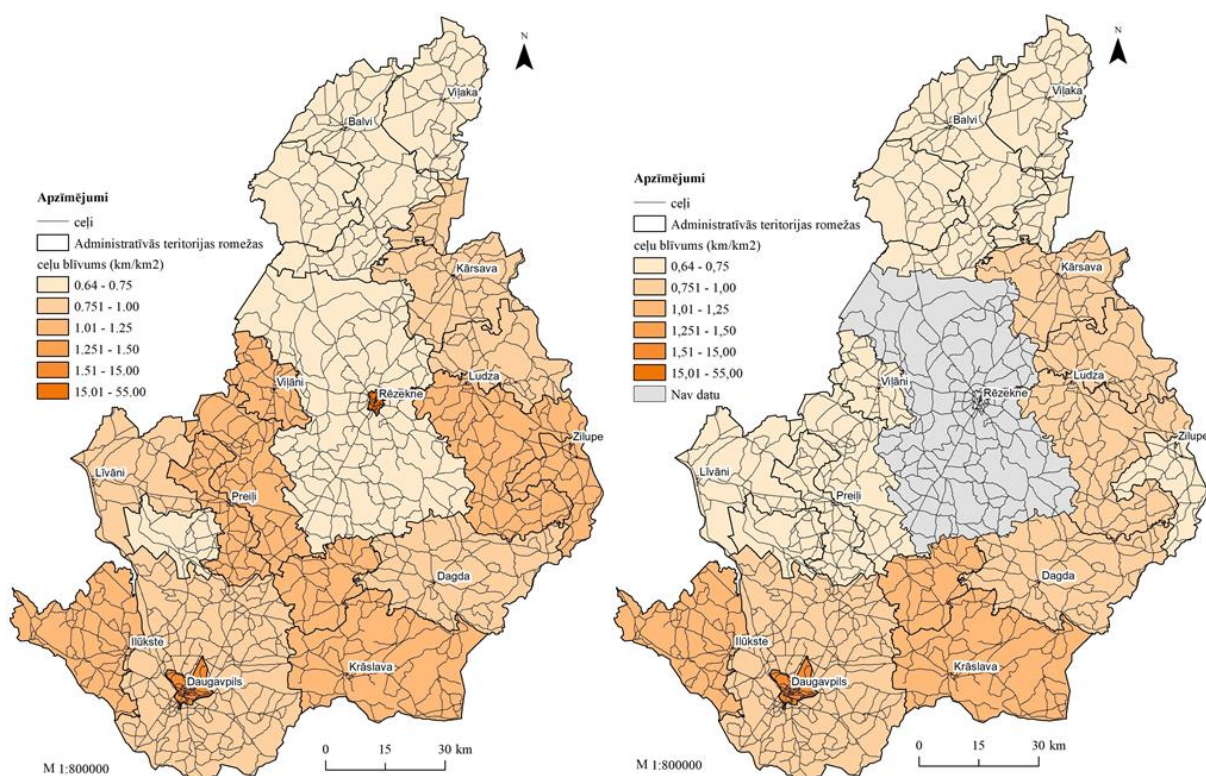 N
Viļaka
Balvi
Apzīmējumi
ceļi
Administratīvās teritorijas romežas
ceļu blīvums (km/km2)
0.64 - 0.75
0.751 - 1.00
1.01 - 1.25
1.251 - 1.50
1.51 - 15.00
15.01 - 55.00
Kārsava
Viļāni
Ludza
Rēzekne
Zilupe
Līvāni
Preiļi
Dagda
Ilūkste
Krāslava
Daugavpils
0 15 30 km
M 1:800000
N
Viļaka
Balvi
Apzīmējumi
ceļi
Administratīvās teritorijas romežas
ceļu blīvums (km/km2)
0,64 - 0,75
0,751 - 1,00
1,01 - 1,25
1,251 - 1,50
1,51 - 15,00
15,01 - 55,00
Nav datu
Kārsava
Viļāni
Ludza
Rēzekne
Zilupe
Līvāni
Preiļi
Dagda
Ilūkste
Krāslava
Daugavpils
0 15 30 km
M 1:800000